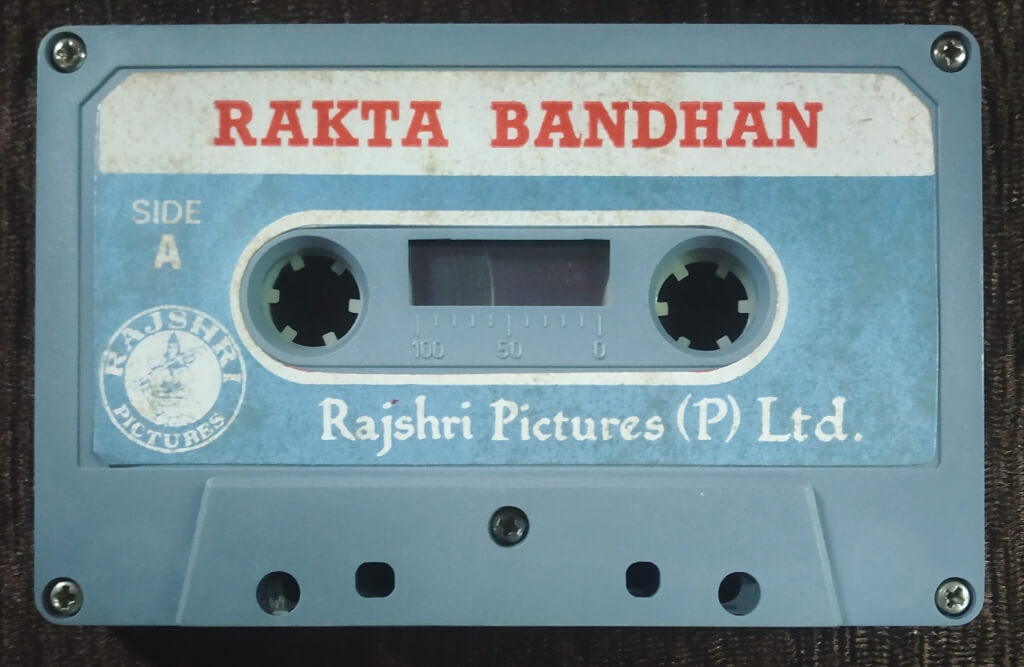 RAKTA BANDHAN
SIDE
A
100 50 0
RAJSHRI
PICTURES
Rajshri Pictures (P) Ltd.